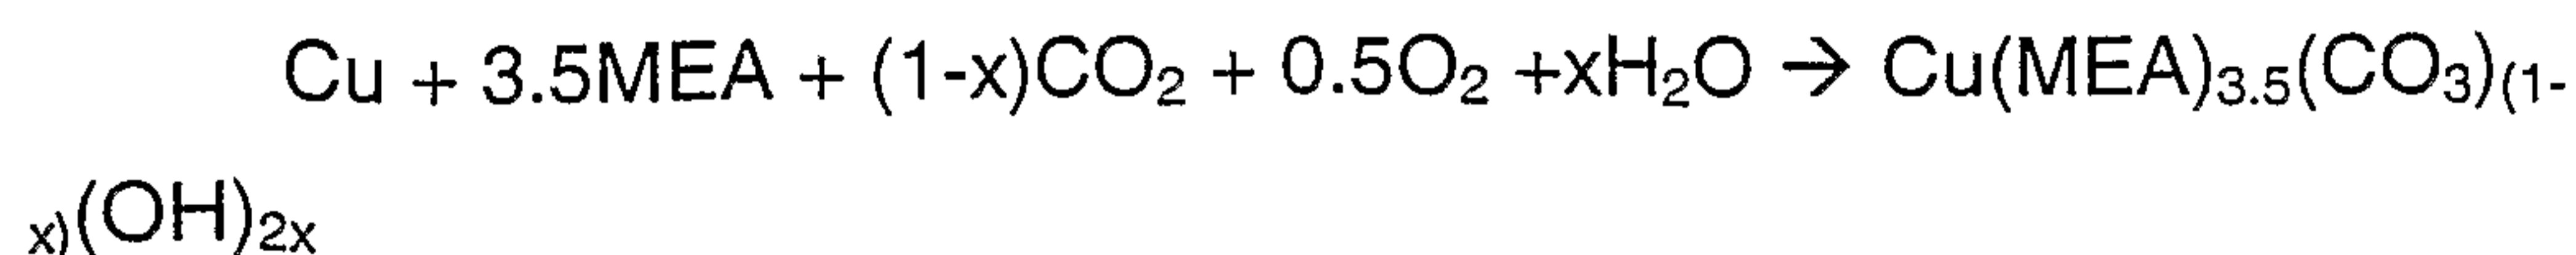 Cu + 3.5MEA + (1-x)CO₂ + 0.5O₂ +xH₂O → Cu(MEA)₃.₅(CO₃)₍₁₋
ₓ₎(OH)₂ₓ